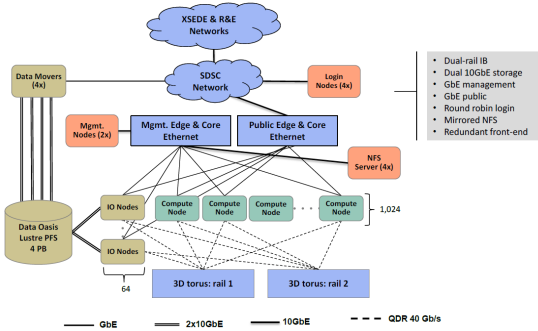 XSEDE & R&E
Networks
Data Movers
(4x)
SDSC
Network
Login
Nodes (4x)
• Dual-rail IB
• Dual 10GbE storage
• GbE management
• GbE public
• Round robin login
• Mirrored NFS
• Redundant front-end
Mgmt.
Nodes (2x)
Mgmt. Edge & Core
Ethernet
Public Edge & Core
Ethernet
NFS
Server (4x)
IO Nodes
Compute
Node
Compute
Node
Compute
Node
Compute
Node
1,024
Data Oasis
Lustre PFS
4 PB
IO Nodes
64
3D torus: rail 1
3D torus: rail 2
GbE
2x10GbE
10GbE
QDR 40 Gb/s